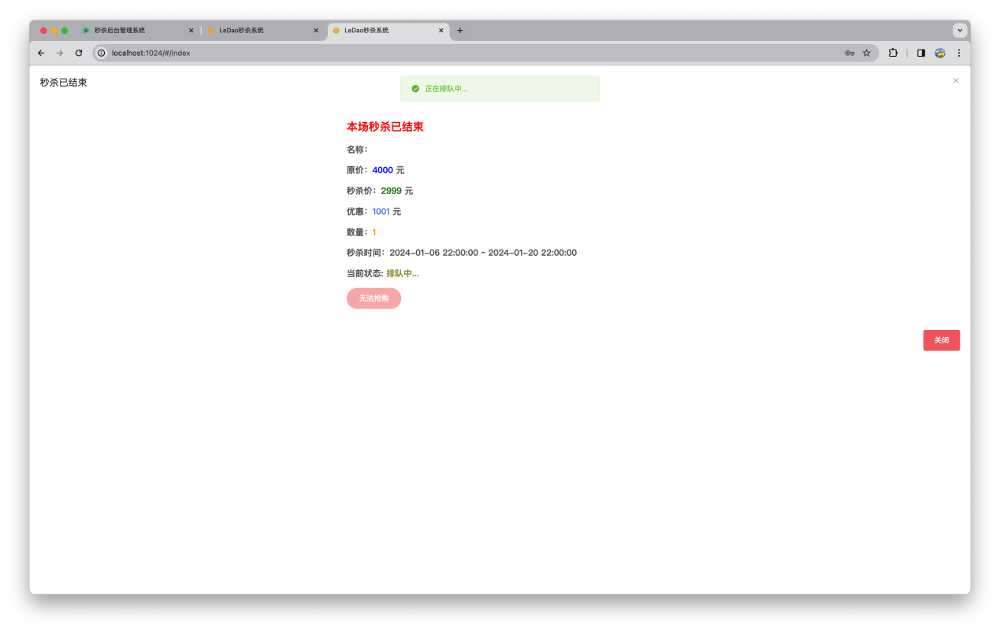 秒杀后台管理系统
LeDao秒杀系统
LeDao秒杀系统
localhost:1024/#/index
秒杀已结束
正在排队中...
本场秒杀已结束
名称：
原价：4000 元
秒杀价：2999 元
优惠：1001 元
数量：1
秒杀时间：2024-01-06 22:00:00 ~ 2024-01-20 22:00:00
当前状态: 排队中...
无法抢购
关闭